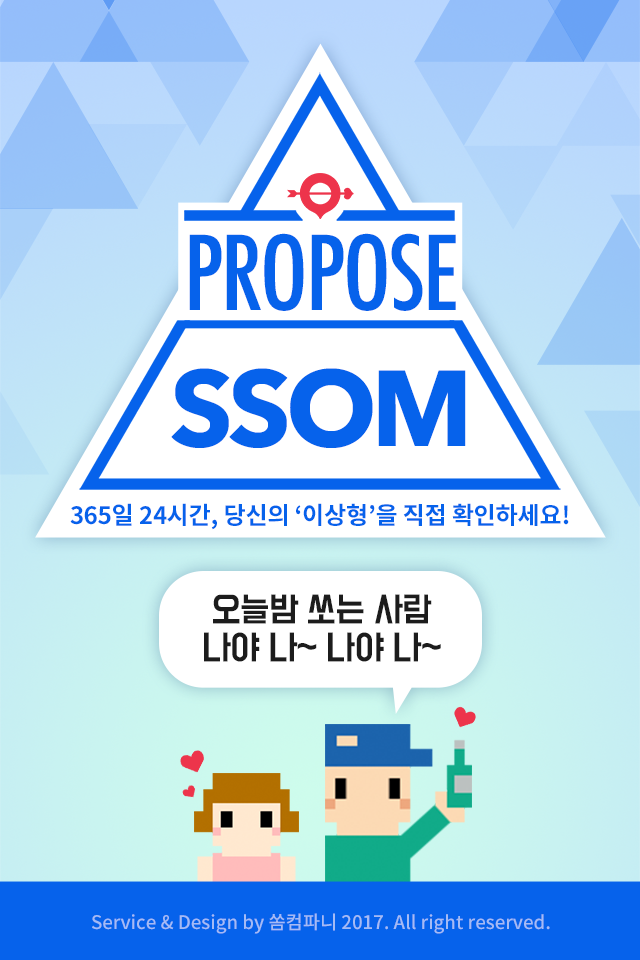 PROPOSE
SSOM
365일 24시간, 당신의 ‘이상형’을 직접 확인하세요!
오늘밤 쏘는 사람
나야 나~ 나야 나~
Service & Design by 쏨컴파니 2017. All right reserved.